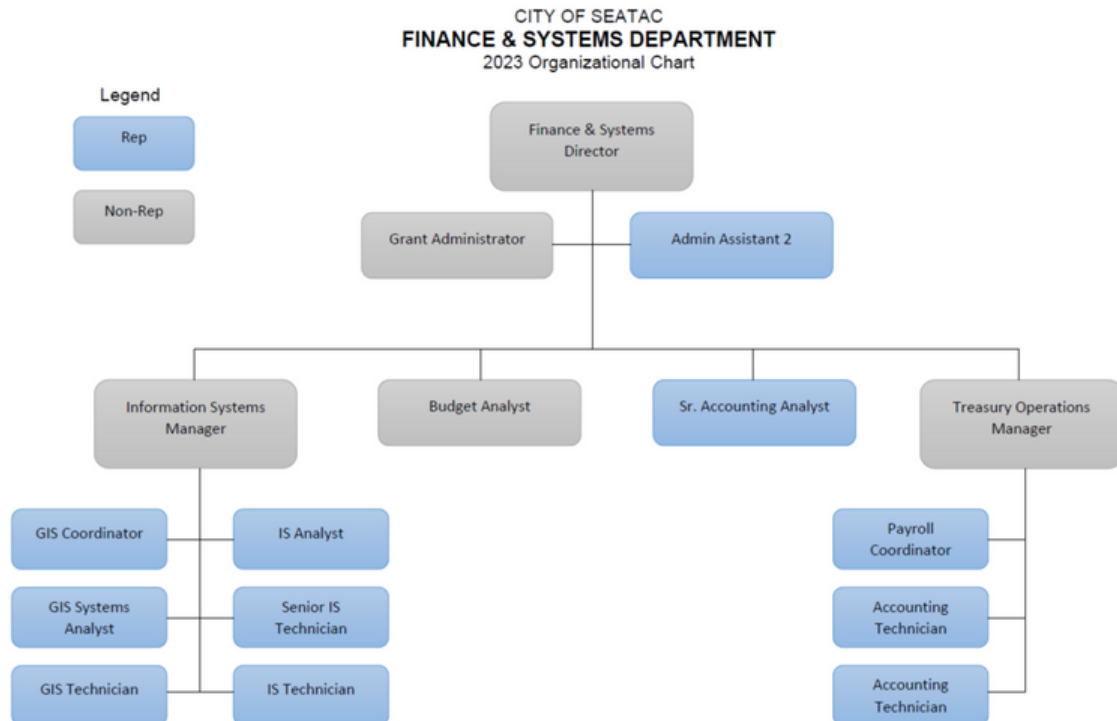 CITY OF SEATAC
FINANCE & SYSTEMS DEPARTMENT
2023 Organizational Chart
Legend
Rep
Non-Rep
Finance & Systems
Director
Grant Administrator
Admin Assistant 2
Information Systems
Manager
Budget Analyst
Sr. Accounting Analyst
Treasury Operations
Manager
GIS Coordinator
IS Analyst
Payroll
Coordinator
GIS Systems
Analyst
Senior IS
Technician
Accounting
Technician
GIS Technician
IS Technician
Accounting
Technician